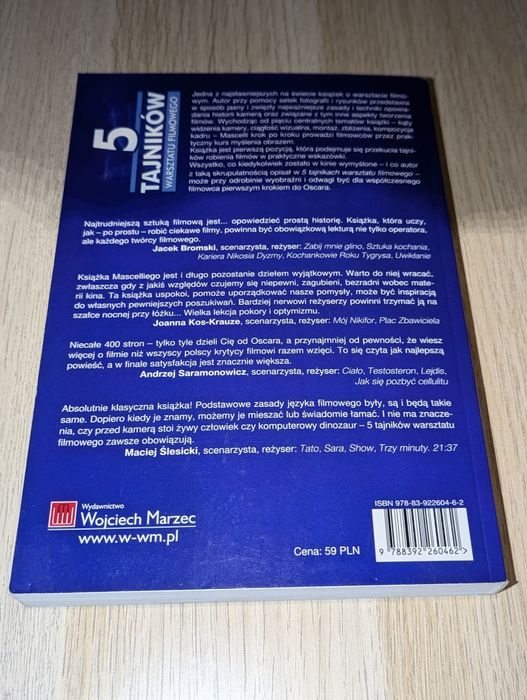 5
TAJNIKÓW
WARSZTATU FILMOWEGO
Jedna z najsławniejszych na świecie książek o warsztacie filmo-
wym. Autor przy pomocy setek fotografii i rysunków przedstawia
w sposób jasny i zwięzły najważniejsze zasady i techniki opowia-
dania historii kamerą oraz związane z tym inne aspekty tworzenia
filmów. Wychodząc od pięciu centralnych tematów książki – kąty
widzenia kamery, ciągłość wizualna, montaż, zbliżenia, kompozycja
kadru – Mascelli krok po kroku prowadzi filmowców przez prak-
tyczny kurs myślenia obrazem.
Książka jest pierwszą pozycją, która podejmuje się przekucia tajni-
ków robienia filmów w praktyczne wskazówki.
Wszystko, co kiedykolwiek zostało w kinie wymyślone – i co autor
z taką skrupulatnością opisał w 5 tajnikach warsztatu filmowego –
może przy odrobinie wyobraźni i odwagi być dla współczesnego
filmowca pierwszym krokiem do Oscara.
Najtrudniejszą sztuką filmową jest... opowiedzieć prostą historię. Książka, która uczy,
jak – po prostu – robić ciekawe filmy, powinna być obowiązkową lekturą nie tylko operatora,
ale każdego twórcy filmowego.
Jacek Bromski, scenarzysta, reżyser: Zabij mnie glino, Sztuka kochania,
Kariera Nikosia Dyzmy, Kochankowie Roku Tygrysa, Uwikłanie
Książka Mascelliego jest i długo pozostanie dziełem wyjątkowym. Warto do niej wracać,
zwłaszcza gdy z jakiś względów czujemy się niepewni, zagubieni, bezradni wobec mate-
rii kina. Ta książka uspokoi, pomoże uporządkować nasze pomysły, może być inspiracją
do własnych pewniejszych poszukiwań. Bardziej nerwowi reżyserzy powinni trzymać ją na
szafce nocnej przy łóżku... Wielka lekcja pokory i optymizmu.
Joanna Kos-Krauze, scenarzysta, reżyser: Mój Nikifor, Plac Zbawiciela
Niecałe 400 stron – tylko tyle dzieli Cię od Oscara, a przynajmniej od pewności, że wiesz
więcej o filmie niż wszyscy polscy krytycy filmowi razem wzięci. To się czyta jak najlepszą
powieść, a w finale satysfakcja jest znacznie większa.
Andrzej Saramonowicz, scenarzysta, reżyser: Ciało, Testosteron, Lejdis,
Jak się pozbyć cellulitu
Absolutnie klasyczna książka! Podstawowe zasady języka filmowego były, są i będą takie
same. Dopiero kiedy je znamy, możemy je mieszać lub świadomie łamać. I nie ma znacze-
nia, czy przed kamerą stoi żywy człowiek czy komputerowy dinozaur – 5 tajników warsztatu
filmowego zawsze obowiązują.
Maciej Ślesicki, scenarzysta, reżyser: Tato, Sara, Show, Trzy minuty. 21:37
Wydawnictwo
Wojciech Marzec
www.w-wm.pl
Cena: 59 PLN
ISBN 978-83-922604-6-2
9 788392 260462>